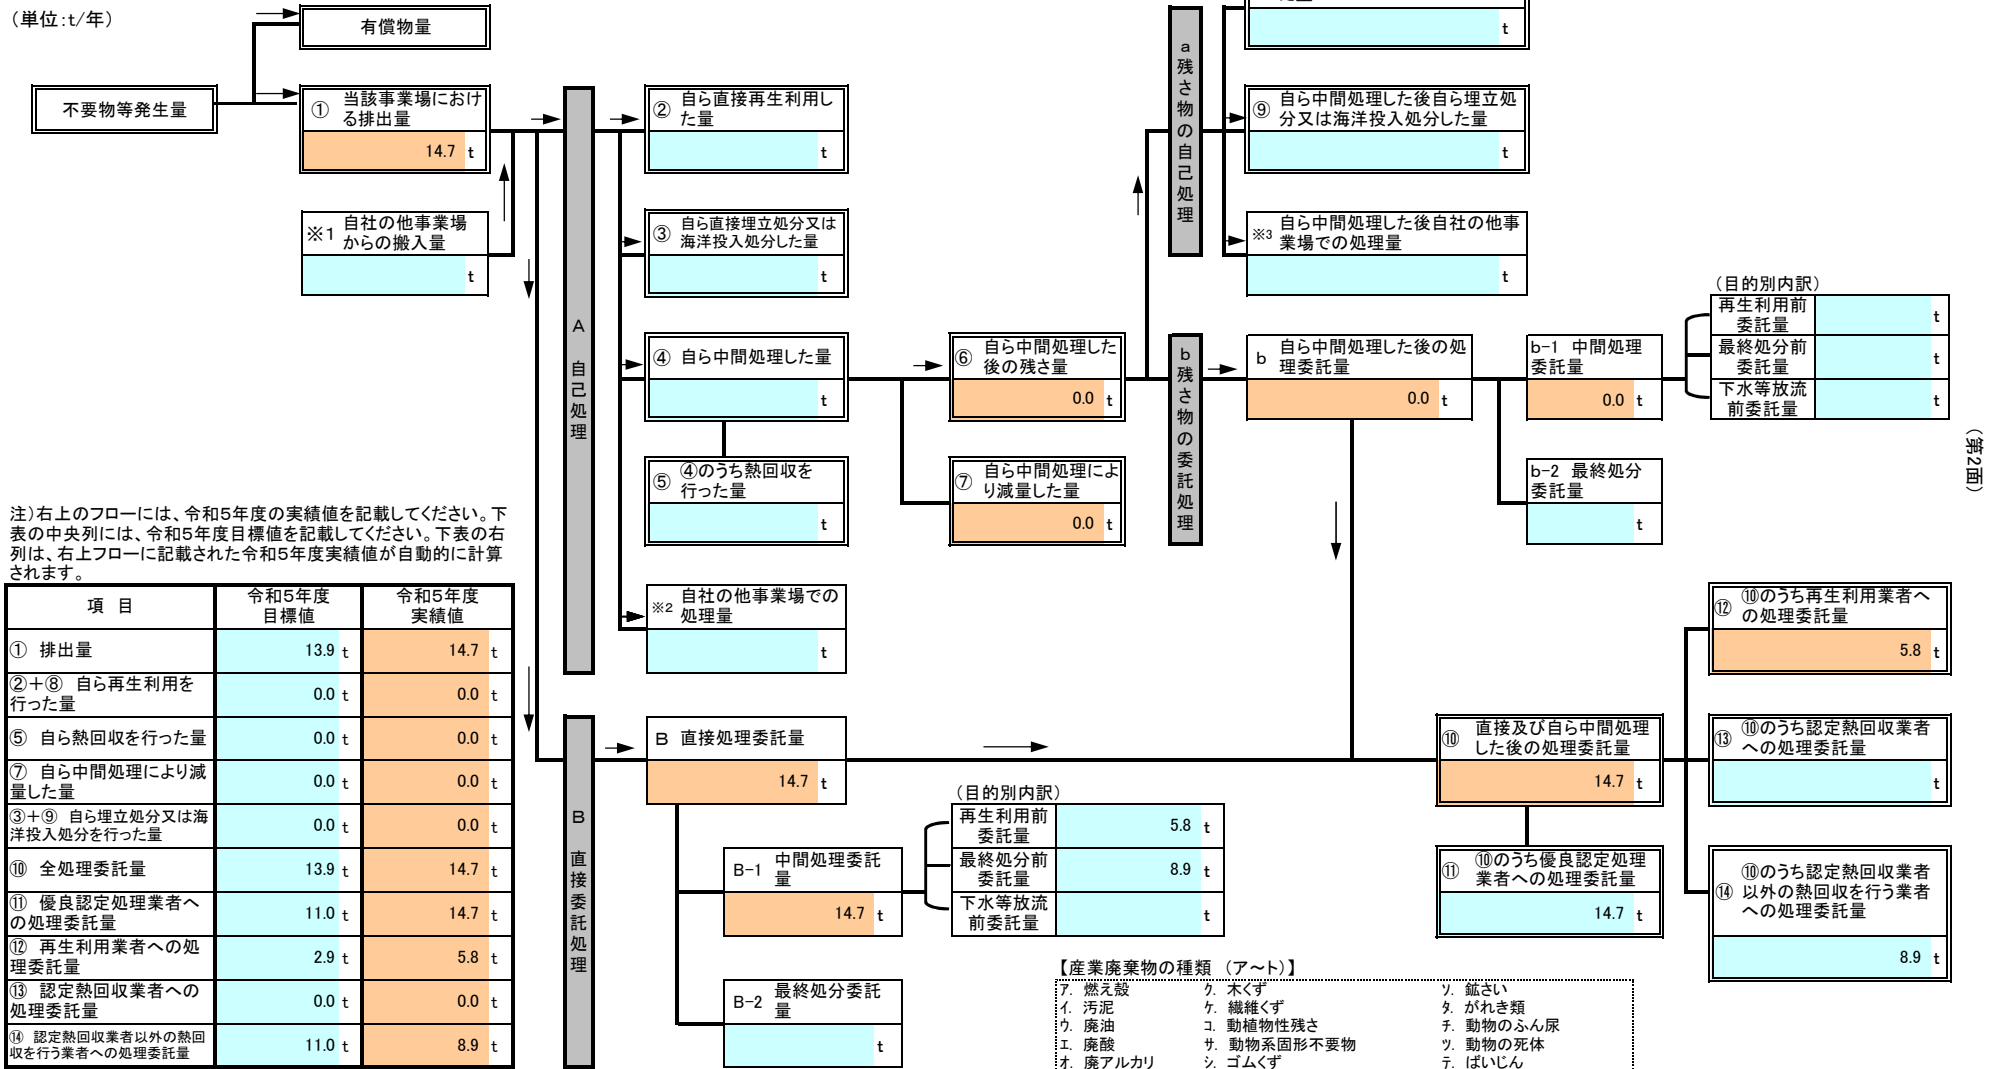 (単位:t/年)
有償物量
不要物等発生量
① 当該事業場におけ
る排出量
14.7 t
※1 自社の他事業場
からの搬入量
t
A 自己処理
② 自ら直接再生利用し
た量
t
③ 自ら直接埋立処分又は
海洋投入処分した量
t
④ 自ら中間処理した量
t
⑤ ④のうち熱回収を
行った量
t
※2 自社の他事業場での
処理量
t
⑥ 自ら中間処理した
後の残さ量
0.0 t
⑦ 自ら中間処理によ
り減量した量
0.0 t
a 残さ物の自己処理
t
⑨ 自ら中間処理した後自ら埋立処
分又は海洋投入処分した量
t
※3 自ら中間処理した後自社の他事
業場での処理量
t
b 残さ物の委託処理
b 自ら中間処理した後の処
理委託量
0.0 t
b-1 中間処理
委託量
0.0 t
(目的別内訳)
再生利用前
委託量
t
最終処分前
委託量
t
下水等放流
前委託量
t
b-2 最終処分
委託量
t
(第2面)
注)右上のフローには、令和5年度の実績値を記載してください。下
表の中央列には、令和5年度目標値を記載してください。下表の右
列は、右上フローに記載された令和5年度実績値が自動的に計算
されます。
項 目 令和5年度 目標値 令和5年度 実績値
① 排出量 13.9 t 14.7 t
②+⑧ 自ら再生利用を
行った量 0.0 t 0.0 t
⑤ 自ら熱回収を行った量 0.0 t 0.0 t
⑦ 自ら中間処理により減
量した量 0.0 t 0.0 t
③+⑨ 自ら埋立処分又は海
洋投入処分を行った量 0.0 t 0.0 t
⑩ 全処理委託量 13.9 t 14.7 t
⑪ 優良認定処理業者へ
の処理委託量 11.0 t 14.7 t
⑫ 再生利用業者への処
理委託量 2.9 t 5.8 t
⑬ 認定熱回収業者への
処理委託量 0.0 t 0.0 t
⑭ 認定熱回収業者以外の熱回
収を行う業者への処理委託量 11.0 t 8.9 t
B 直接委託処理
B 直接処理委託量
14.7 t
B-1 中間処理委託
量
14.7 t
(目的別内訳)
再生利用前
委託量
5.8 t
最終処分前
委託量
8.9 t
下水等放流
前委託量
t
B-2 最終処分委託
量
t
⑩ 直接及び自ら中間処理
した後の処理委託量
14.7 t
⑪ ⑩のうち優良認定処理
業者への処理委託量
14.7 t
⑫ ⑩のうち再生利用業者へ
の処理委託量
5.8 t
⑬ ⑩のうち認定熱回収業者
への処理委託量
t
⑭ ⑩のうち認定熱回収業者
以外の熱回収を行う業者
への処理委託量
8.9 t
【産業廃棄物の種類 (ア～ト)】
ア. 燃え殻 ク. 木くず ソ. 鉱さい
イ. 汚泥 ケ. 繊維くず タ. がれき類
ウ. 廃油 コ. 動植物性残さ チ. 動物のふん尿
エ. 廃酸 サ. 動物系固形不要物 ツ. 動物の死体
オ. 廃アルカリ シ. ゴムくず テ. ばいじん